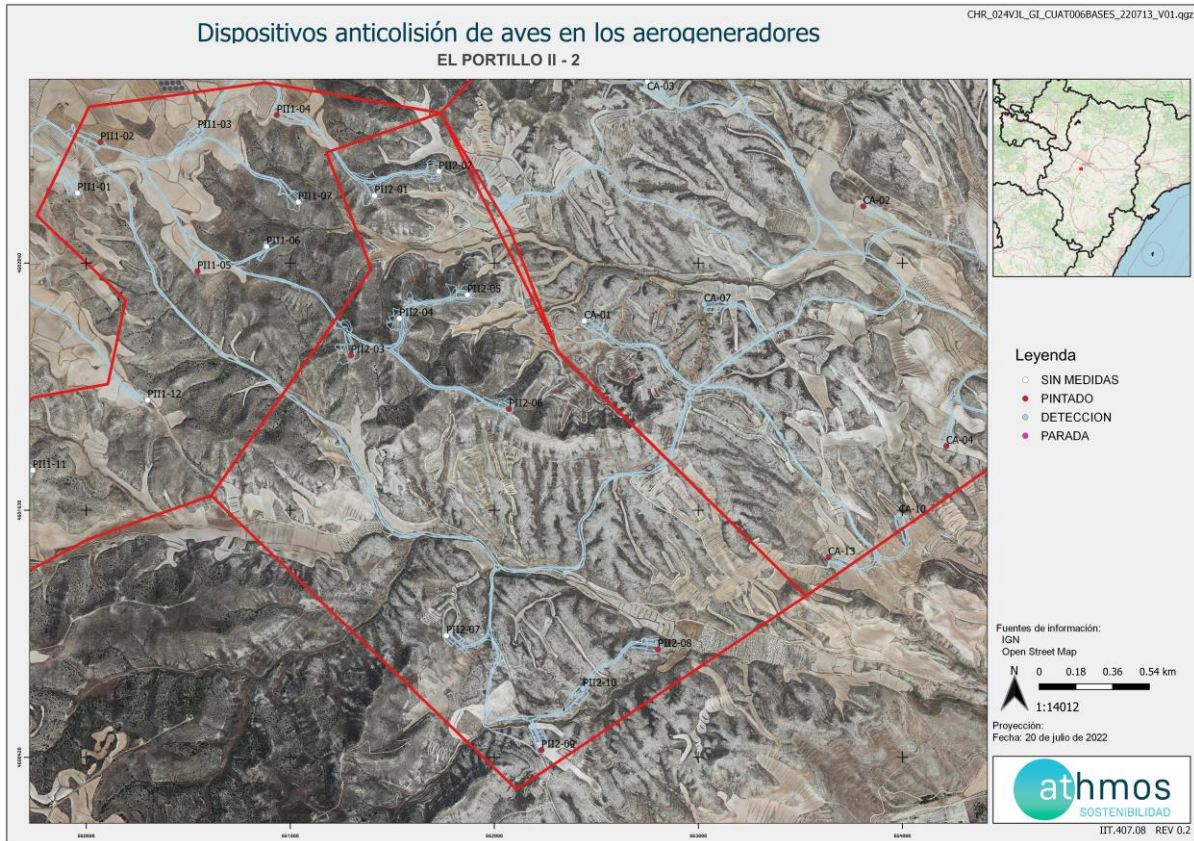 CHR_024VJL_GI_CUAT006BASES_220713_V01.qgz
Dispositivos anticolisión de aves en los aerogeneradores
EL PORTILLO II - 2
CA-03
PII1-04
PII1-03
PII1-02
PII2-02
PII1-01
PII2-01
PII1-07
CA-02
PII1-06
PII1-05
PII2-05
CA-07
PII2-04
CA-01
PII2-03
PII1-12
PII2-06
CA-04
PII1-11
CA-10
CA-13
PII2-07
PII2-08
PII2-10
PII2-09
661000
662000
663000
664000
Leyenda
SIN MEDIDAS
PINTADO
DETECCION
PARADA
Fuentes de información:
IGN
Open Street Map
N
0 0.18 0.36 0.54 km
1:14012
Proyección:
Fecha: 20 de julio de 2022
athmos
SOSTENIBILIDAD
IIT.407.08 REV 0.2